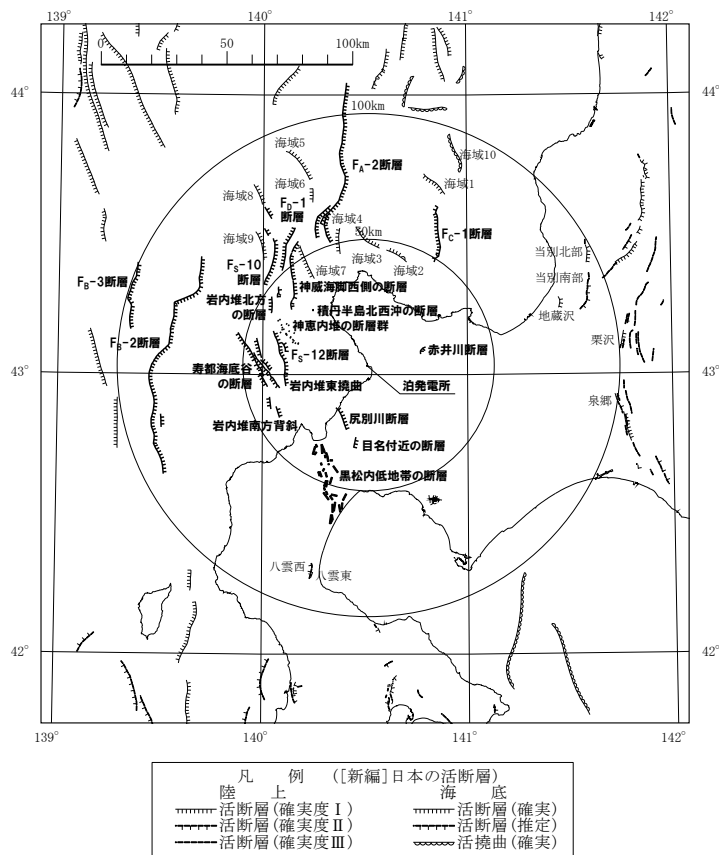 139° 140° 141° 142°
0 50 100km
44° 44°
100km
海域5
海域10
FA-2断層
海域6
海域1
海域8
FD-1
断層
海域4
50km
海域9
FC-1断層
海域3
海域2
当別北部
FS-10
断層
海域7
FB-3断層
神威海脚西側の断層
当別南部
岩内堆北方
の断層
積丹半島北西沖の断層
地蔵沢
神恵内堆の断層群
FB-2断層
栗沢
FS-12断層
赤井川断層
43° 43°
寿都海底谷
の断層
岩内堆東撓曲
泊発電所
泉郷
岩内堆南方背斜
尻別川断層
目名付近の断層
黒松内低地帯の断層
八雲西
八雲東
42° 42°
139° 140° 141° 142°
凡 例 ([新編]日本の活断層)
陸 上 海 底
活断層(確実度Ⅰ) 活断層(確実)
活断層(確実度Ⅱ) 活断層(推定)
活断層(確実度Ⅲ) 活撓曲(確実)